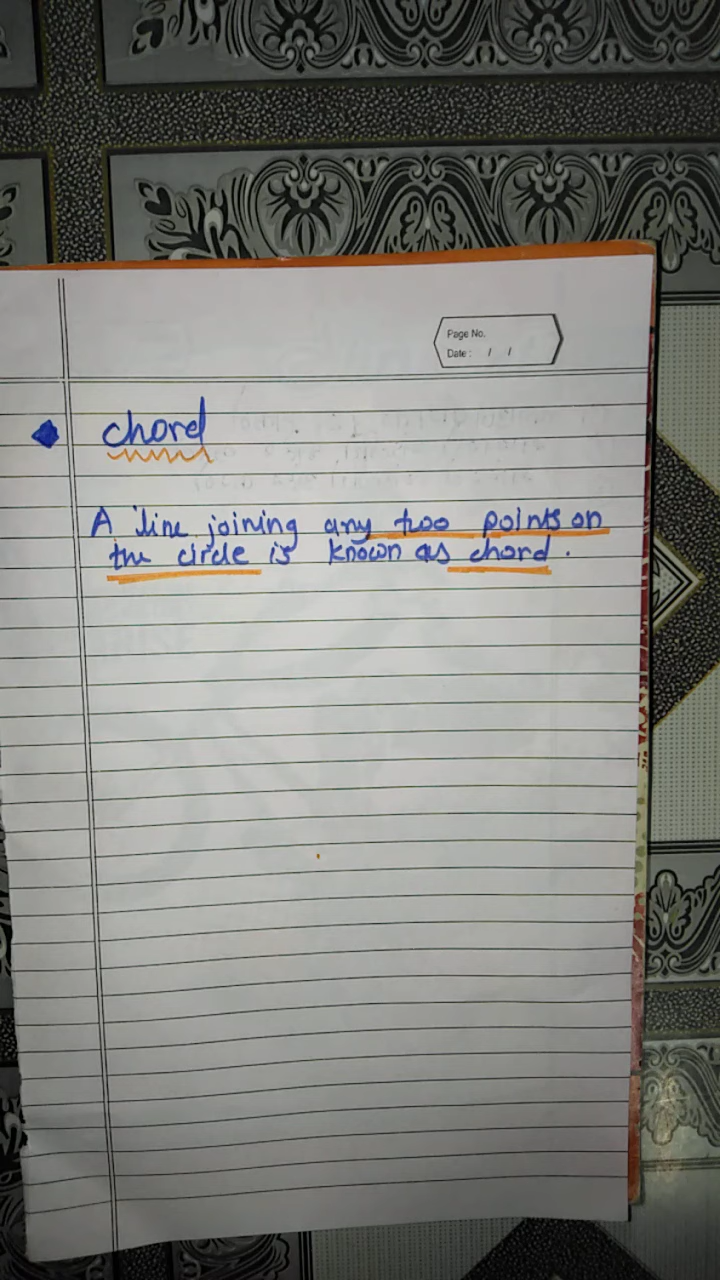 Page No.
Date : / /
chord
A line joining any two points on
the circle is known as chord.